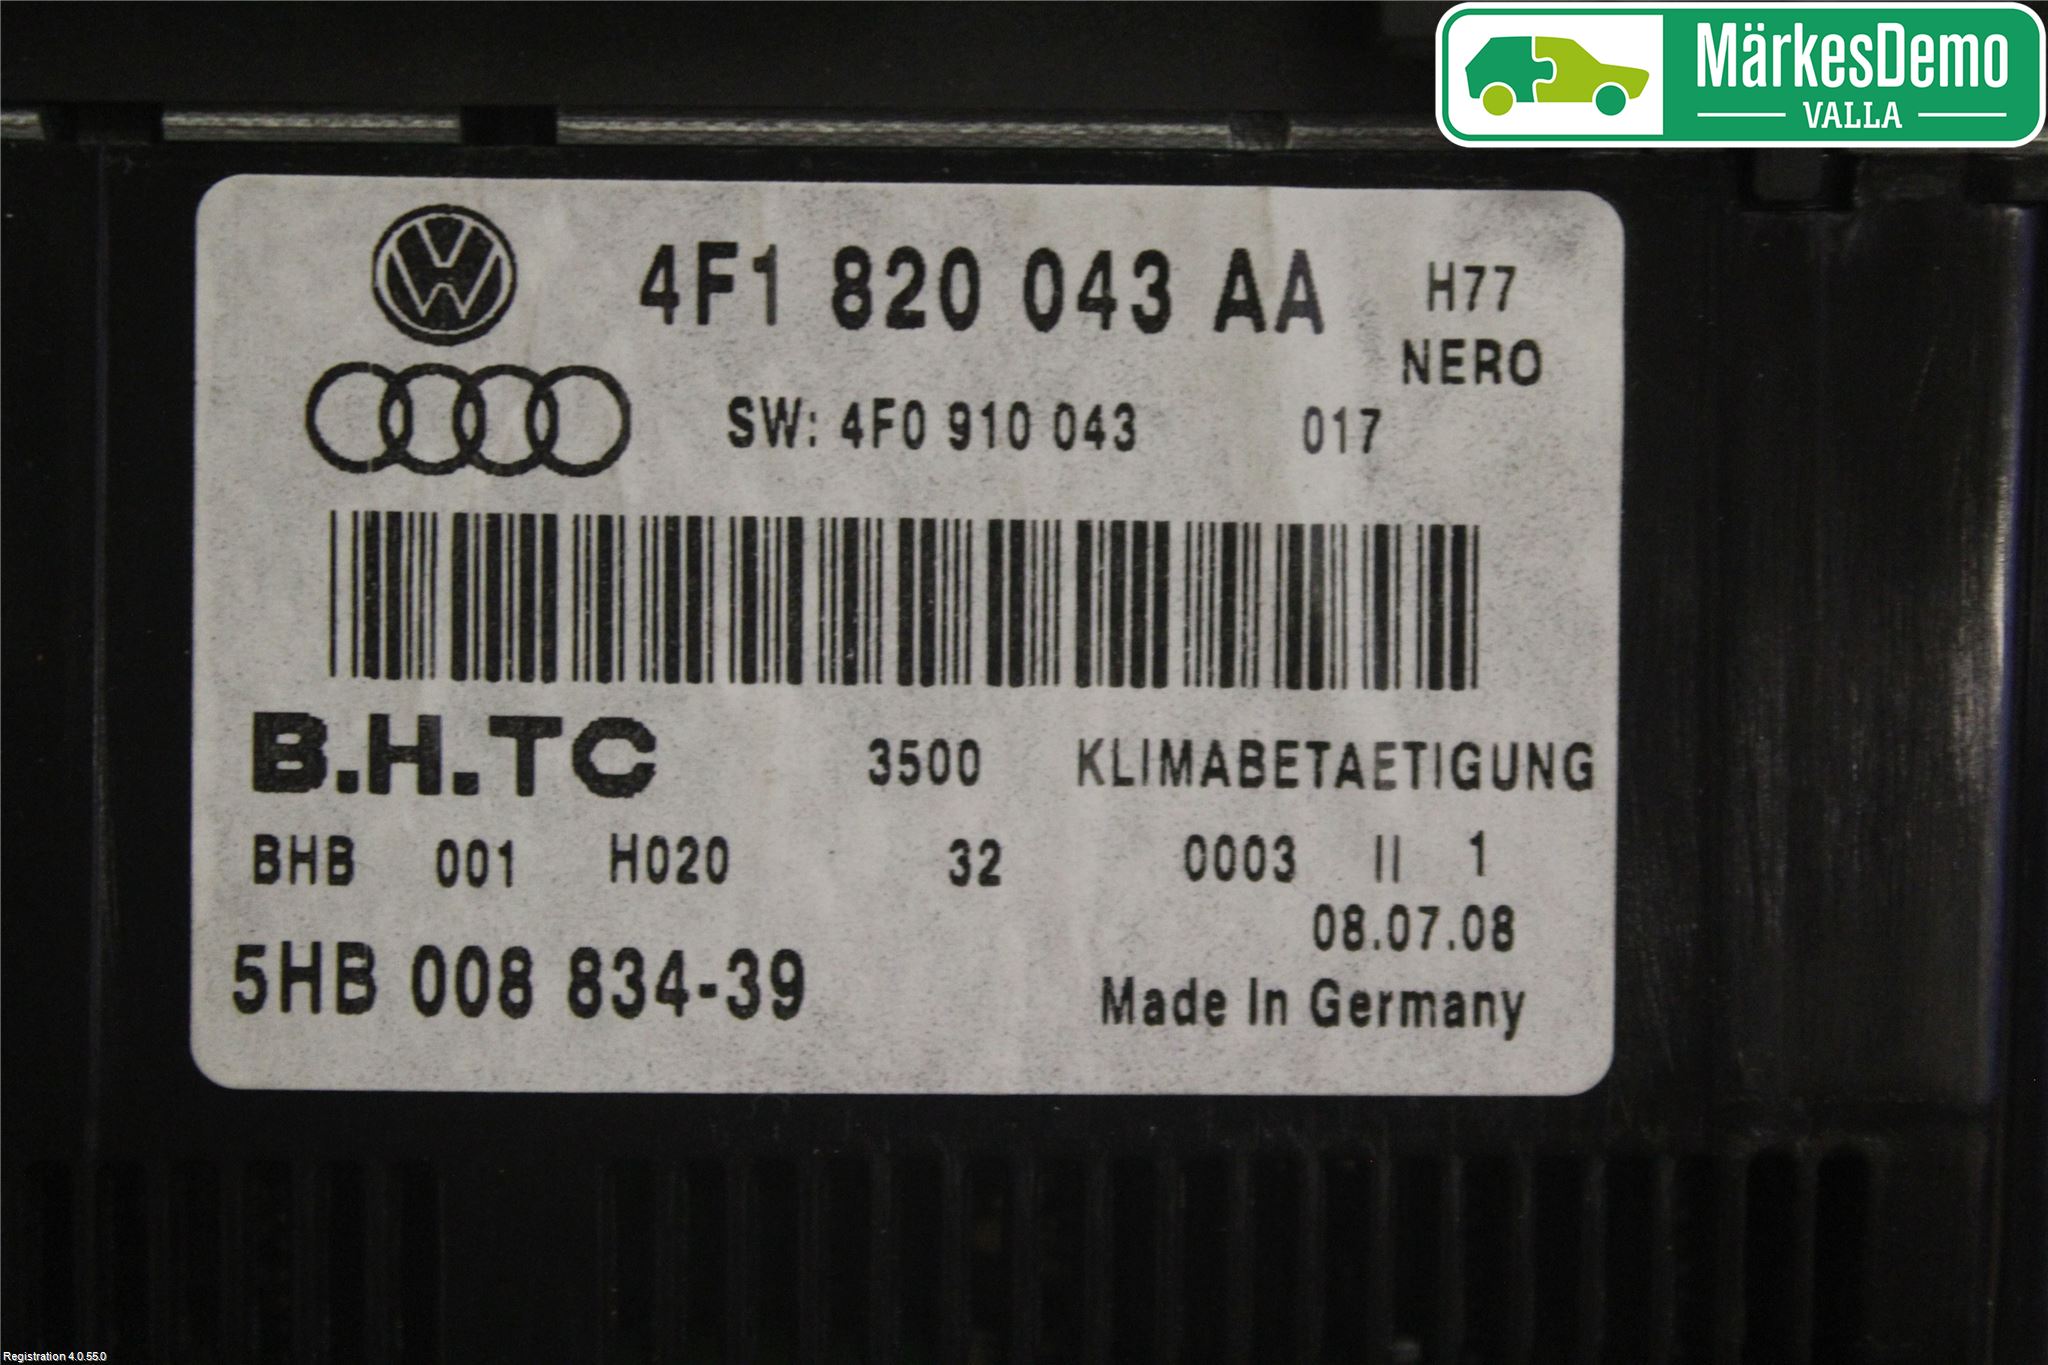 MärkesDemo
VALLA
4F1 820 043 AA
H77
NERO
SW: 4F0 910 043 017
B.H.TC 3500 KLIMABETAETIGUNG
BHB 001 H020 32 0003 II 1
08.07.08
5HB 008 834-39
Made In Germany
Registration 4.0.55.0